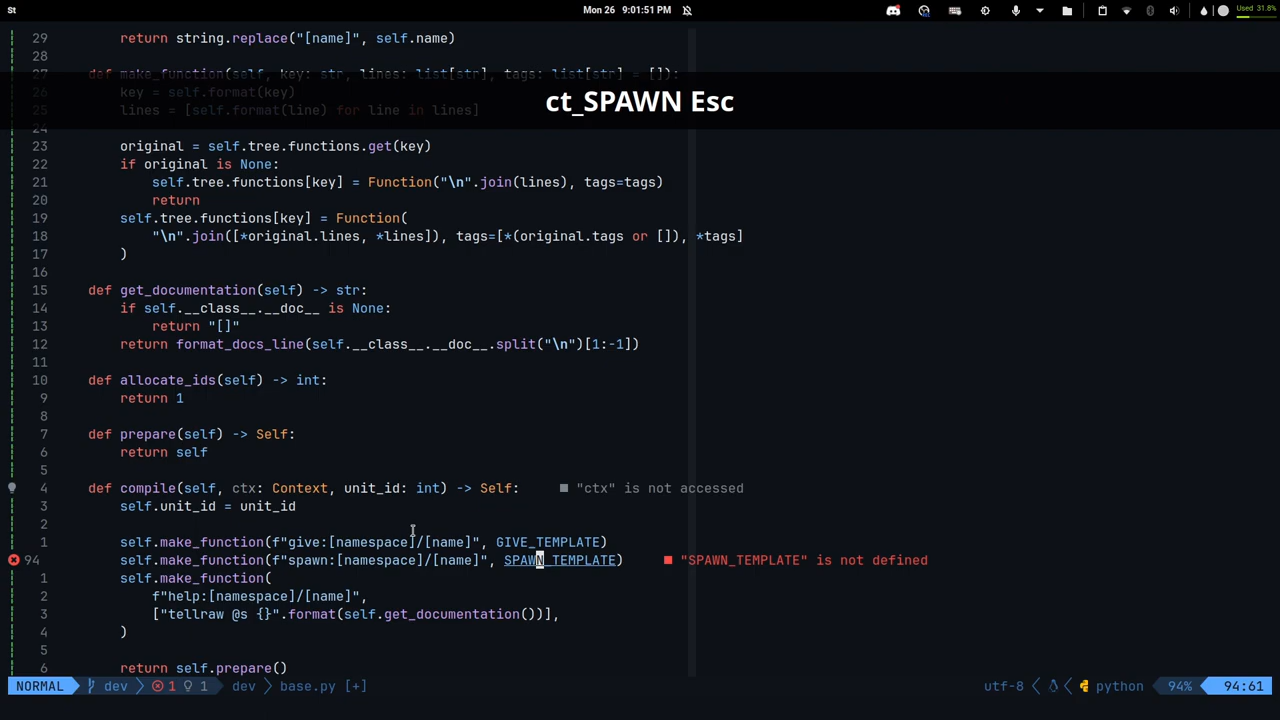 St
Mon 26 9:01:51 PM
Used 31.8%
29 return string.replace("[name]", self.name)
28
27 def make_function(self, key: str, lines: list[str], tags: list[str] = []):
ct_SPAWN Esc
26 key = self.format(key)
25 lines = [self.format(line) for line in lines]
24
23 original = self.tree.functions.get(key)
22 if original is None:
21 self.tree.functions[key] = Function("\n".join(lines), tags=tags)
20 return
19 self.tree.functions[key] = Function(
18 "\n".join([*original.lines, *lines]), tags=[*(original.tags or []), *tags]
17 )
16
15 def get_documentation(self) -> str:
14 if self.__class__.__doc__ is None:
13 return "[]"
12 return format_docs_line(self.__class__.__doc__.split("\n")[1:-1])
11
10 def allocate_ids(self) -> int:
9 return 1
8
7 def prepare(self) -> Self:
6 return self
5
4 def compile(self, ctx: Context, unit_id: int) -> Self: "ctx" is not accessed
3 self.unit_id = unit_id
2
1 self.make_function(f"give:[namespace]/[name]", GIVE_TEMPLATE)
94 self.make_function(f"spawn:[namespace]/[name]", SPAWN_TEMPLATE) "SPAWN_TEMPLATE" is not defined
1 self.make_function(
2 f"help:[namespace]/[name]",
3 ["tellraw @s {}".format(self.get_documentation())],
4 )
5
6 return self.prepare()
NORMAL dev 1 1 dev base.py [+] utf-8 python 94% 94:61